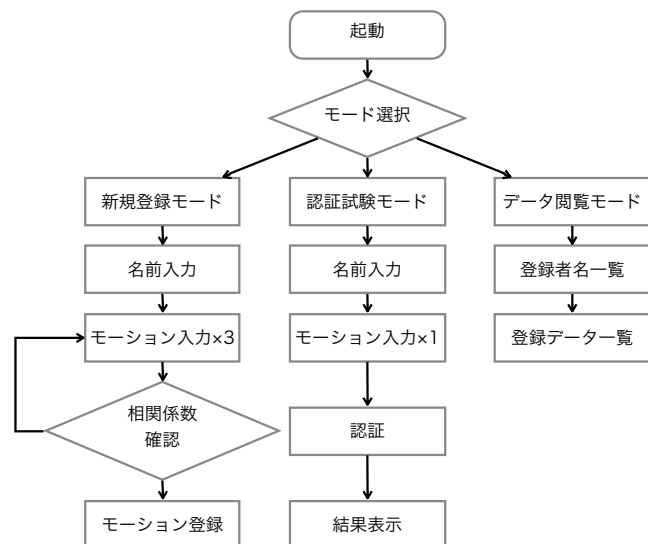 起動
モード選択
新規登録モード
認証試験モード
データ閲覧モード
名前入力
名前入力
登録者名一覧
モーション入力×3
モーション入力×1
登録データ一覧
相関係数
確認
認証
モーション登録
結果表示